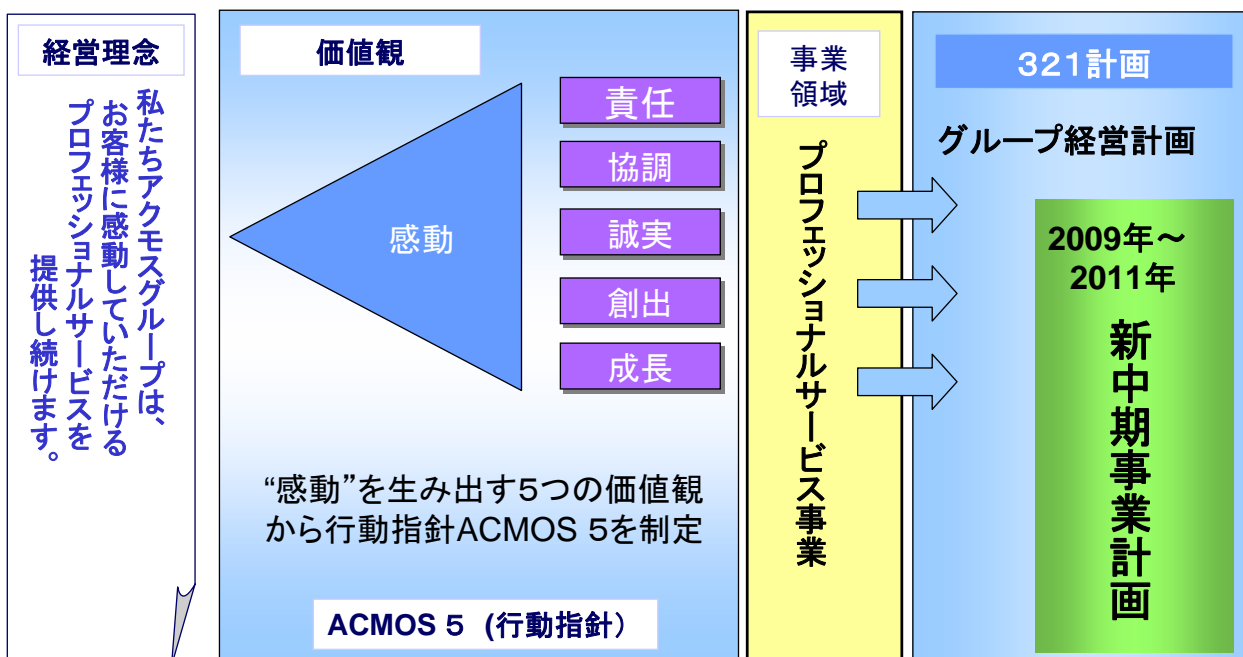 経営理念
私たちアクモスグループは、
お客様に感動していただける
プロフェッショナルサービスを
提供し続けます。
価値観
感動
責任
協調
誠実
創出
成長
“感動”を生み出す5つの価値観
から行動指針ACMOS 5を制定
ACMOS 5 (行動指針）
事業
領域
プロフェッショナルサービス事業
３２１計画
グループ経営計画
2009年～
2011年
新中期事業計画